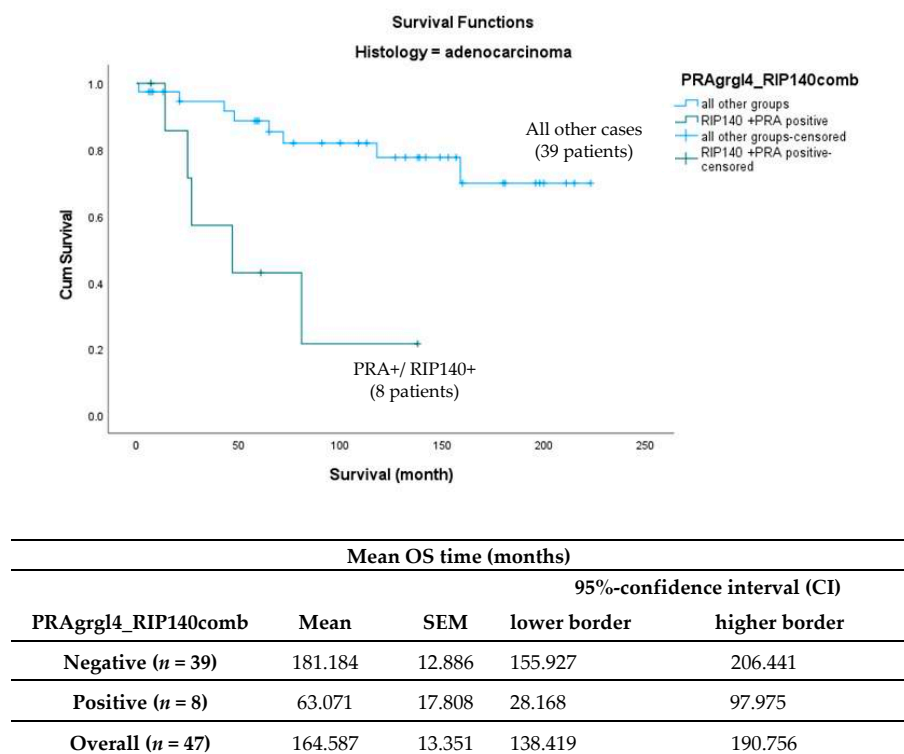 Survival Functions
Histology = adenocarcinoma
PRAgrgl4_RIP140comb
all other groups
RIP140 +PRA positive
all other groups-censored
RIP140 +PRA positive-
censored
All other cases
(39 patients)
PRA+/ RIP140+
(8 patients)
Cum Survival
1.0
0.8
0.6
0.4
0.2
0.0
0 50 100 150 200 250
Survival (month)
Mean OS time (months)
95%-confidence interval (CI)
PRAgrgl4_RIP140comb Mean SEM lower border higher border
Negative (n = 39) 181.184 12.886 155.927 206.441
Positive (n = 8) 63.071 17.808 28.168 97.975
Overall (n = 47) 164.587 13.351 138.419 190.756